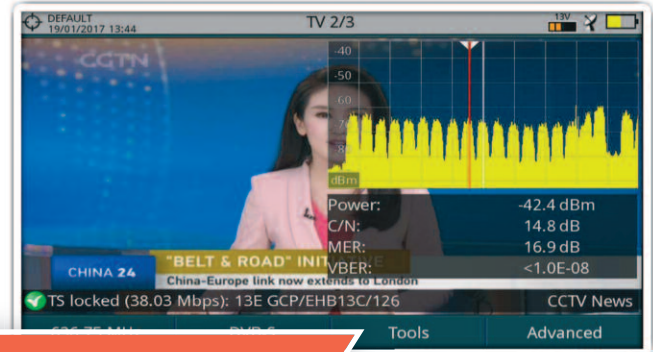 DEFAULT
19/01/2017 13:44
TV 2/3
13V
CGTN
-40
-50
-60
dBm
Power: -42.4 dBm
C/N: 14.8 dB
MER: 16.9 dB
VBER: <1.0E-08
"BELT & ROAD" INITIATIVE
CHINA 24
China-Europe link now extends to London
TS locked (38.03 Mbps): 13E GCP/EHB13C/126 CCTV News
Tools Advanced